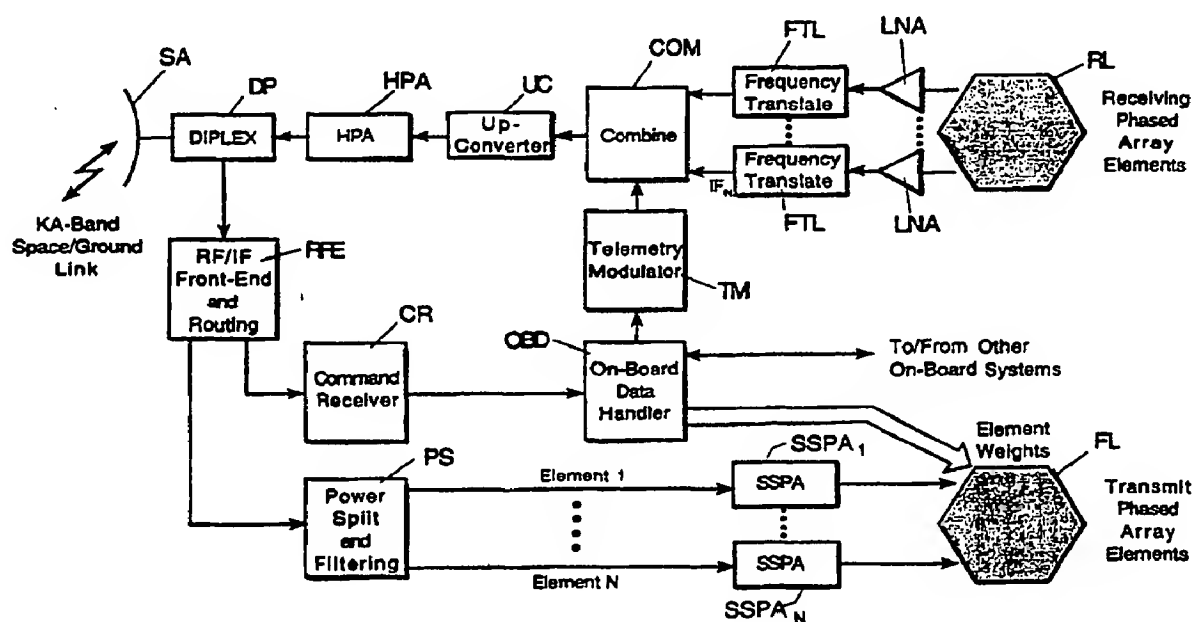 SA
DP
DIPLEX
HPA
HPA
UC
Up-
Converter
COM
Combine
FTL
Frequency
Translate
LNA
RL
Receiving
Phased
Array
Elements
IF N
Frequency
Translate
FTL
LNA
KA-Band
Space/Ground
Link
RF/IF
Front-End
and
Routing
RFE
Telemetry
Modulator
TM
CR
Command
Receiver
OBD
On-Board
Data
Handler
To/From Other
On-Board Systems
Element
Weights
FL
Transmit
Phased
Array
Elements
PS
Power
Split
and
Filtering
Element 1
Element N
SSPA 1
SSPA
SSPA
SSPA N